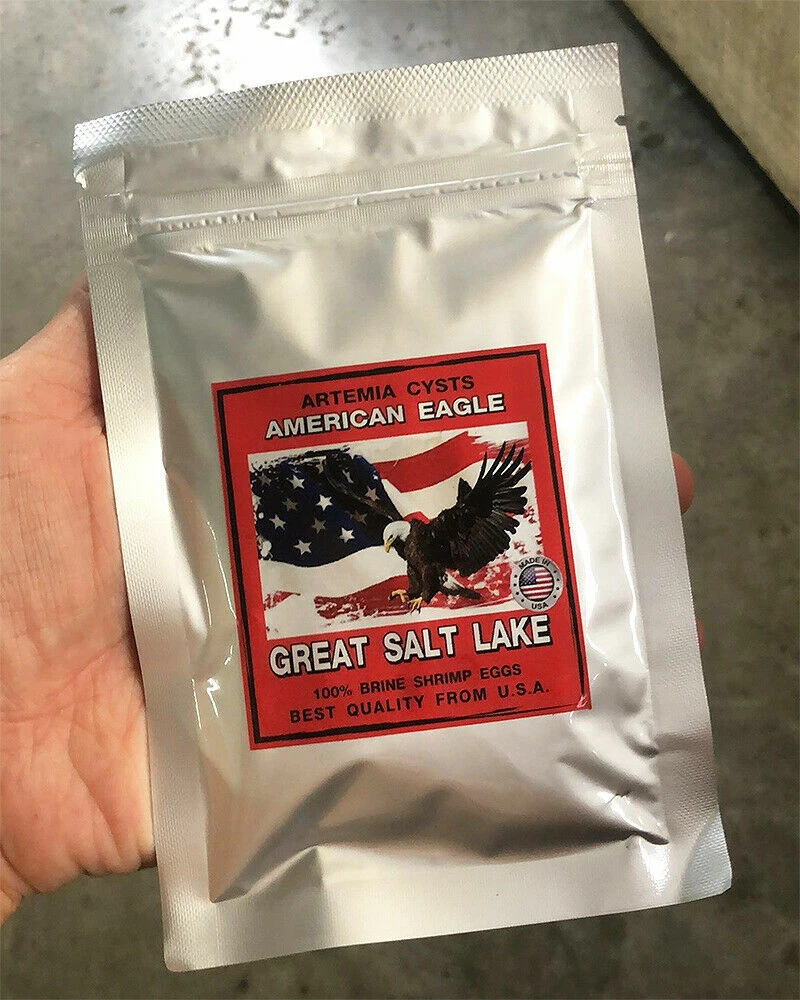 ARTEMIA CYSTS
AMERICAN EAGLE
MADE IN
USA
GREAT SALT LAKE
100% BRINE SHRIMP EGGS
BEST QUALITY FROM U.S.A.